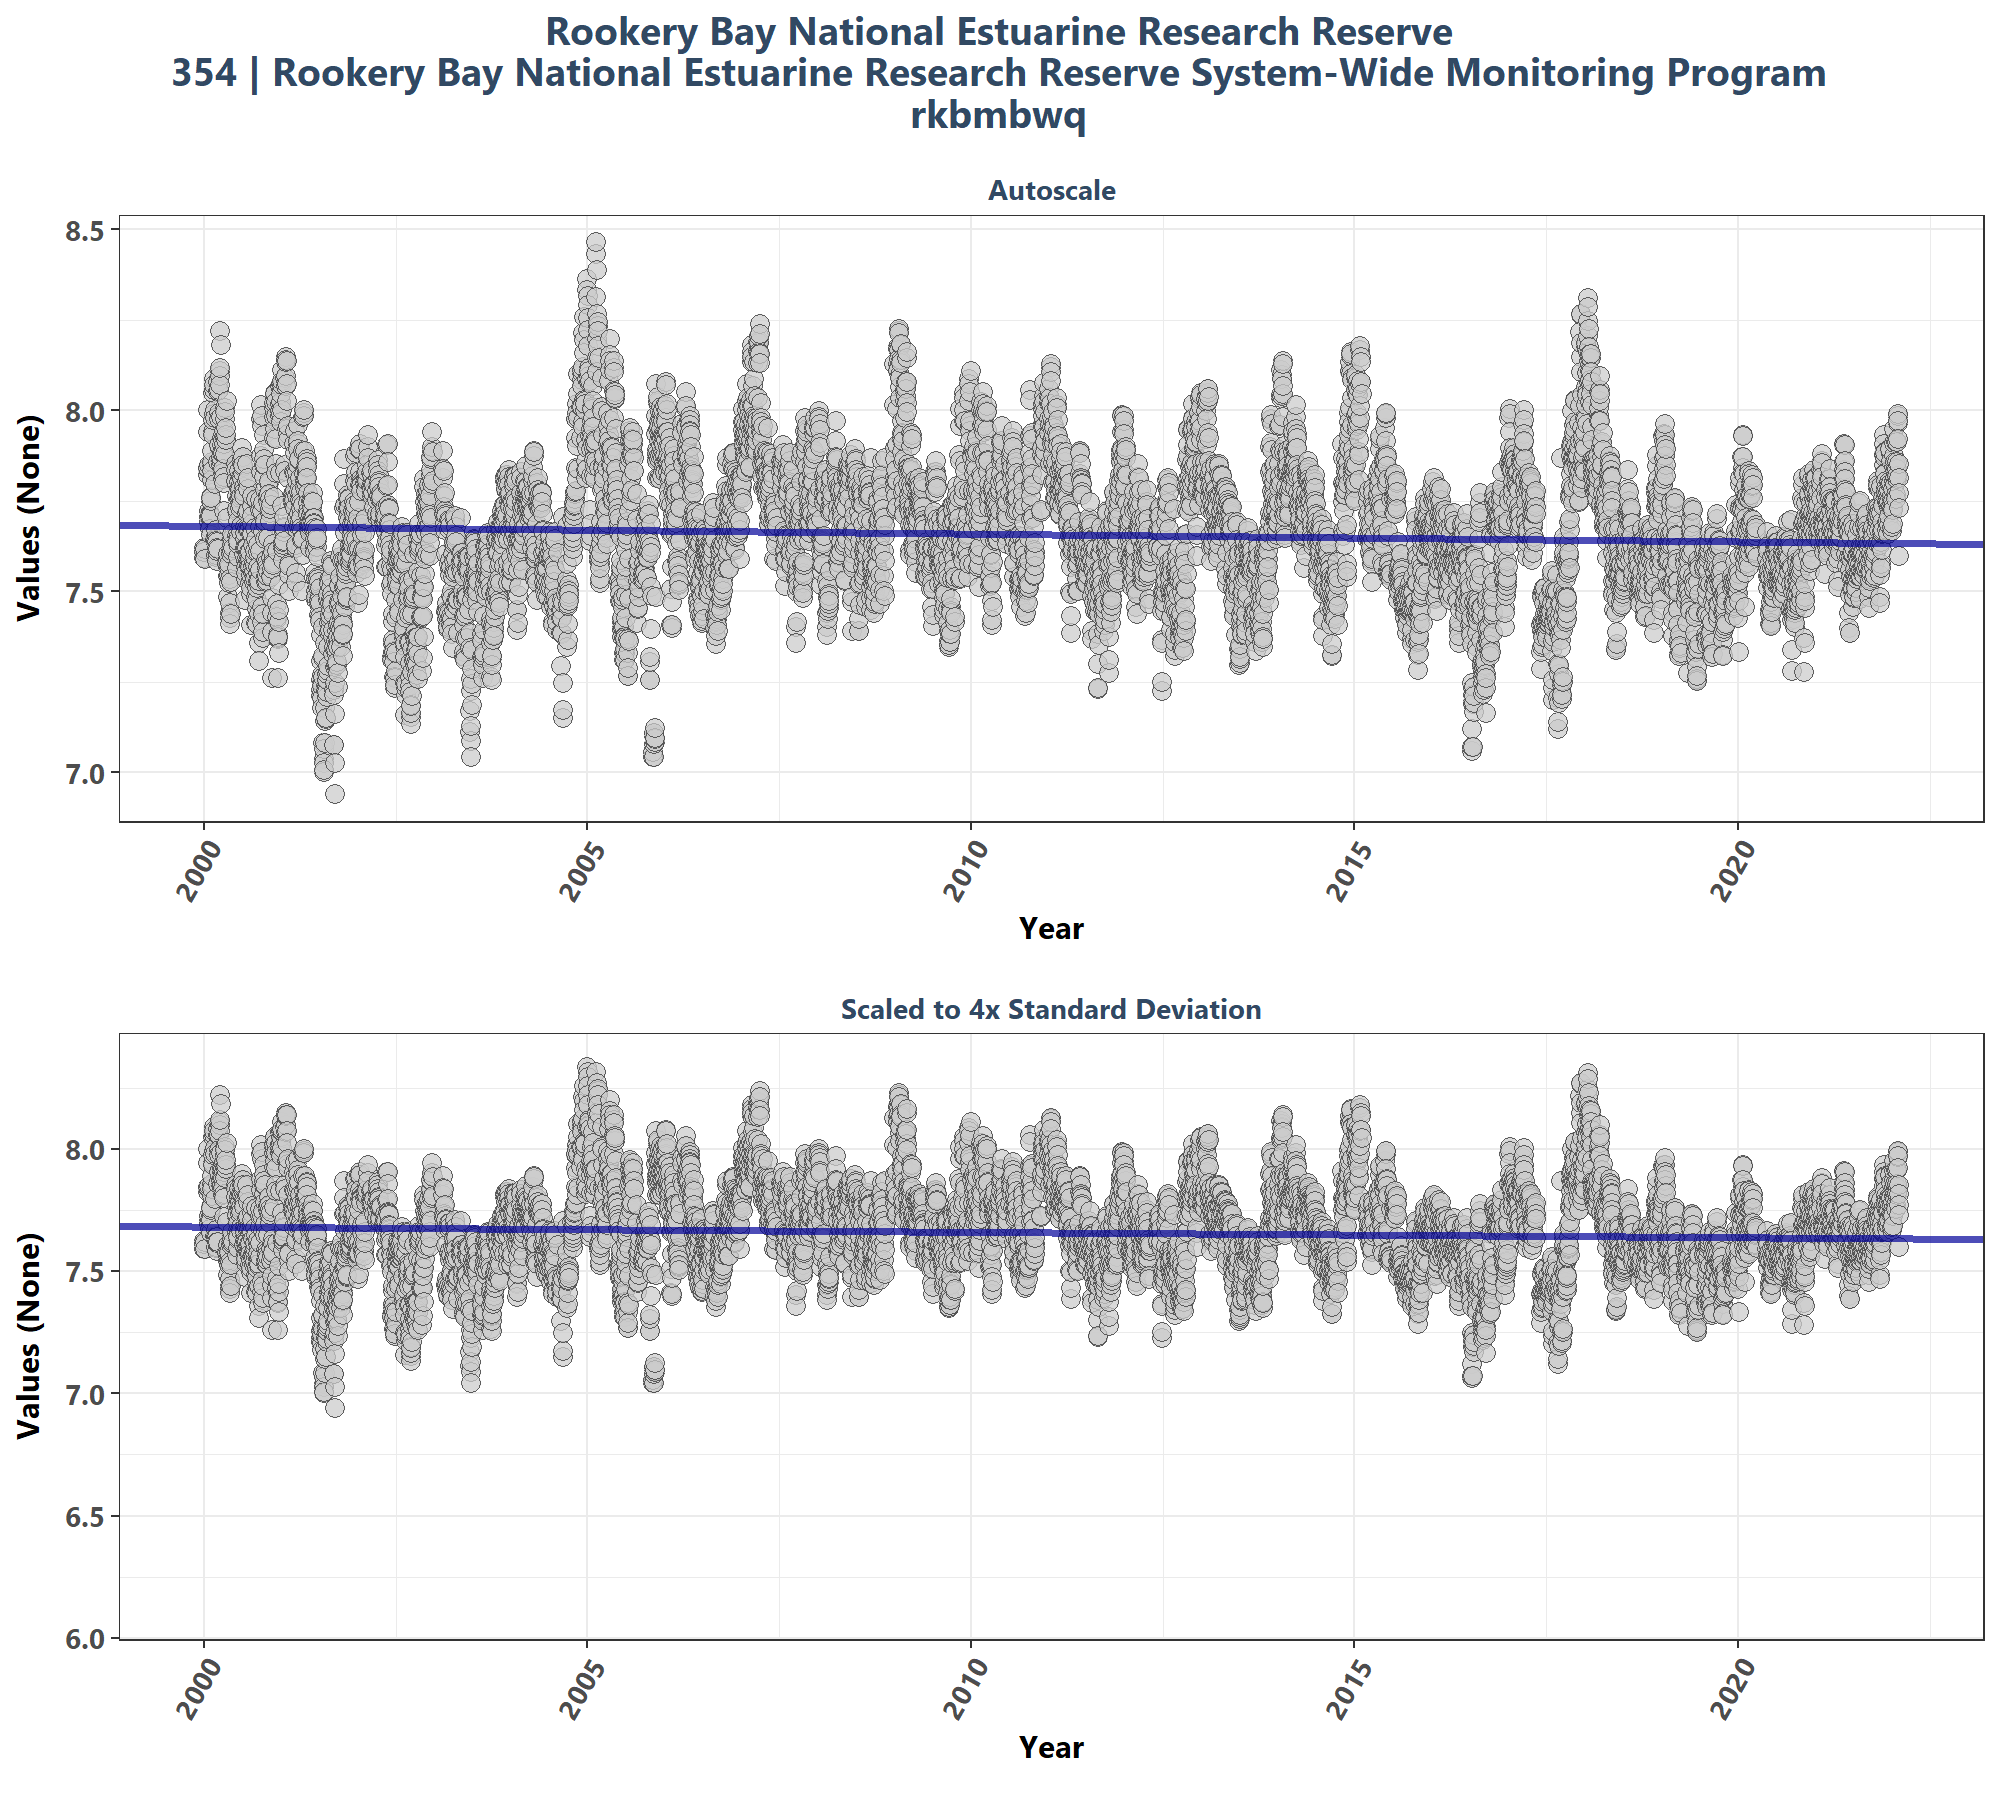 Rookery Bay National Estuarine Research Reserve
354 | Rookery Bay National Estuarine Research Reserve System-Wide Monitoring Program
rkbmbwq
Autoscale
Values (None)
8.5
8.0
7.5
7.0
2000
2005
2010
2015
2020
Year
Scaled to 4x Standard Deviation
Values (None)
8.0
7.5
7.0
6.5
6.0
2000
2005
2010
2015
2020
Year